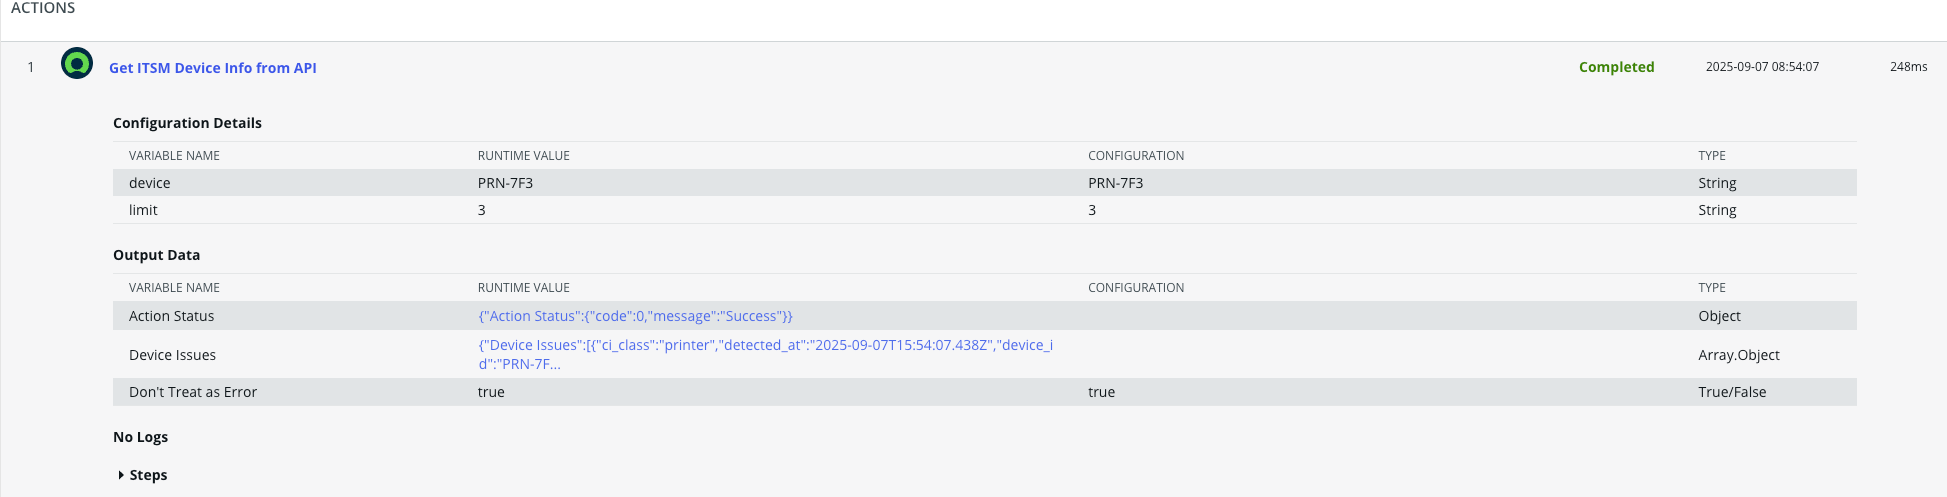 ACTIONS
1 Get ITSM Device Info from API Completed 2025-09-07 08:54:07 248ms
Configuration Details
VARIABLE NAME RUNTIME VALUE CONFIGURATION TYPE
device PRN-7F3 PRN-7F3 String
limit 3 3 String
Output Data
VARIABLE NAME RUNTIME VALUE CONFIGURATION TYPE
Action Status {"Action Status":{"code":0,"message":"Success"}} Object
Device Issues {"Device Issues":[{"ci_class":"printer","detected_at":"2025-09-07T15:54:07.438Z","device_i
d":"PRN-7F... Array.Object
Don't Treat as Error true true True/False
No Logs
Steps